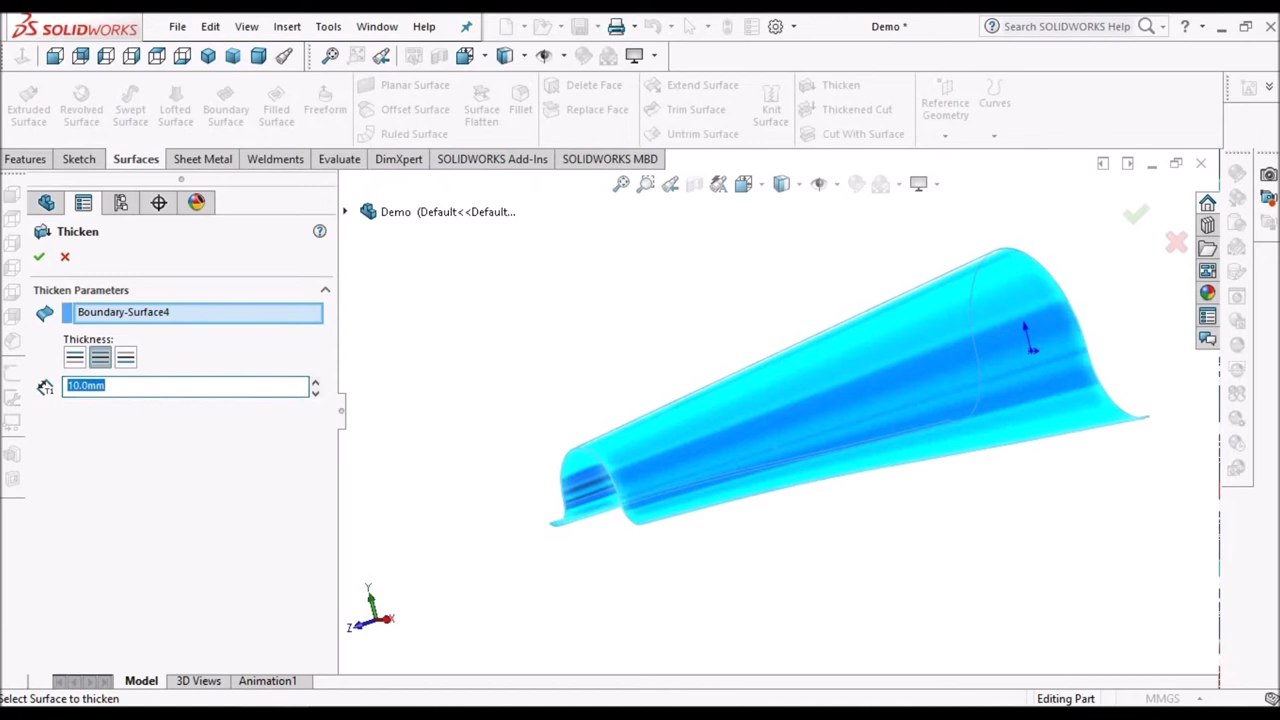 SOLIDWORKS File Edit View Insert Tools Window Help Demo * Search SOLIDWORKS Help ?
Extruded Surface
Revolved Surface
Swept Surface
Lofted Surface
Boundary Surface
Filled Surface
Freeform
Planar Surface
Offset Surface
Ruled Surface
Surface Flatten
Fillet
Delete Face
Replace Face
Extend Surface
Trim Surface
Untrim Surface
Knit Surface
Thicken
Thickened Cut
Cut With Surface
Reference Geometry
Curves
Features Sketch Surfaces Sheet Metal Weldments Evaluate DimXpert SOLIDWORKS Add-Ins SOLIDWORKS MBD
Demo (Default<<Default...
Thicken
Thicken Parameters
Boundary-Surface4
Thickness:
T1 10.0mm
Y
Z
X
Model 3D Views Animation1
Select Surface to thicken Editing Part MMGS